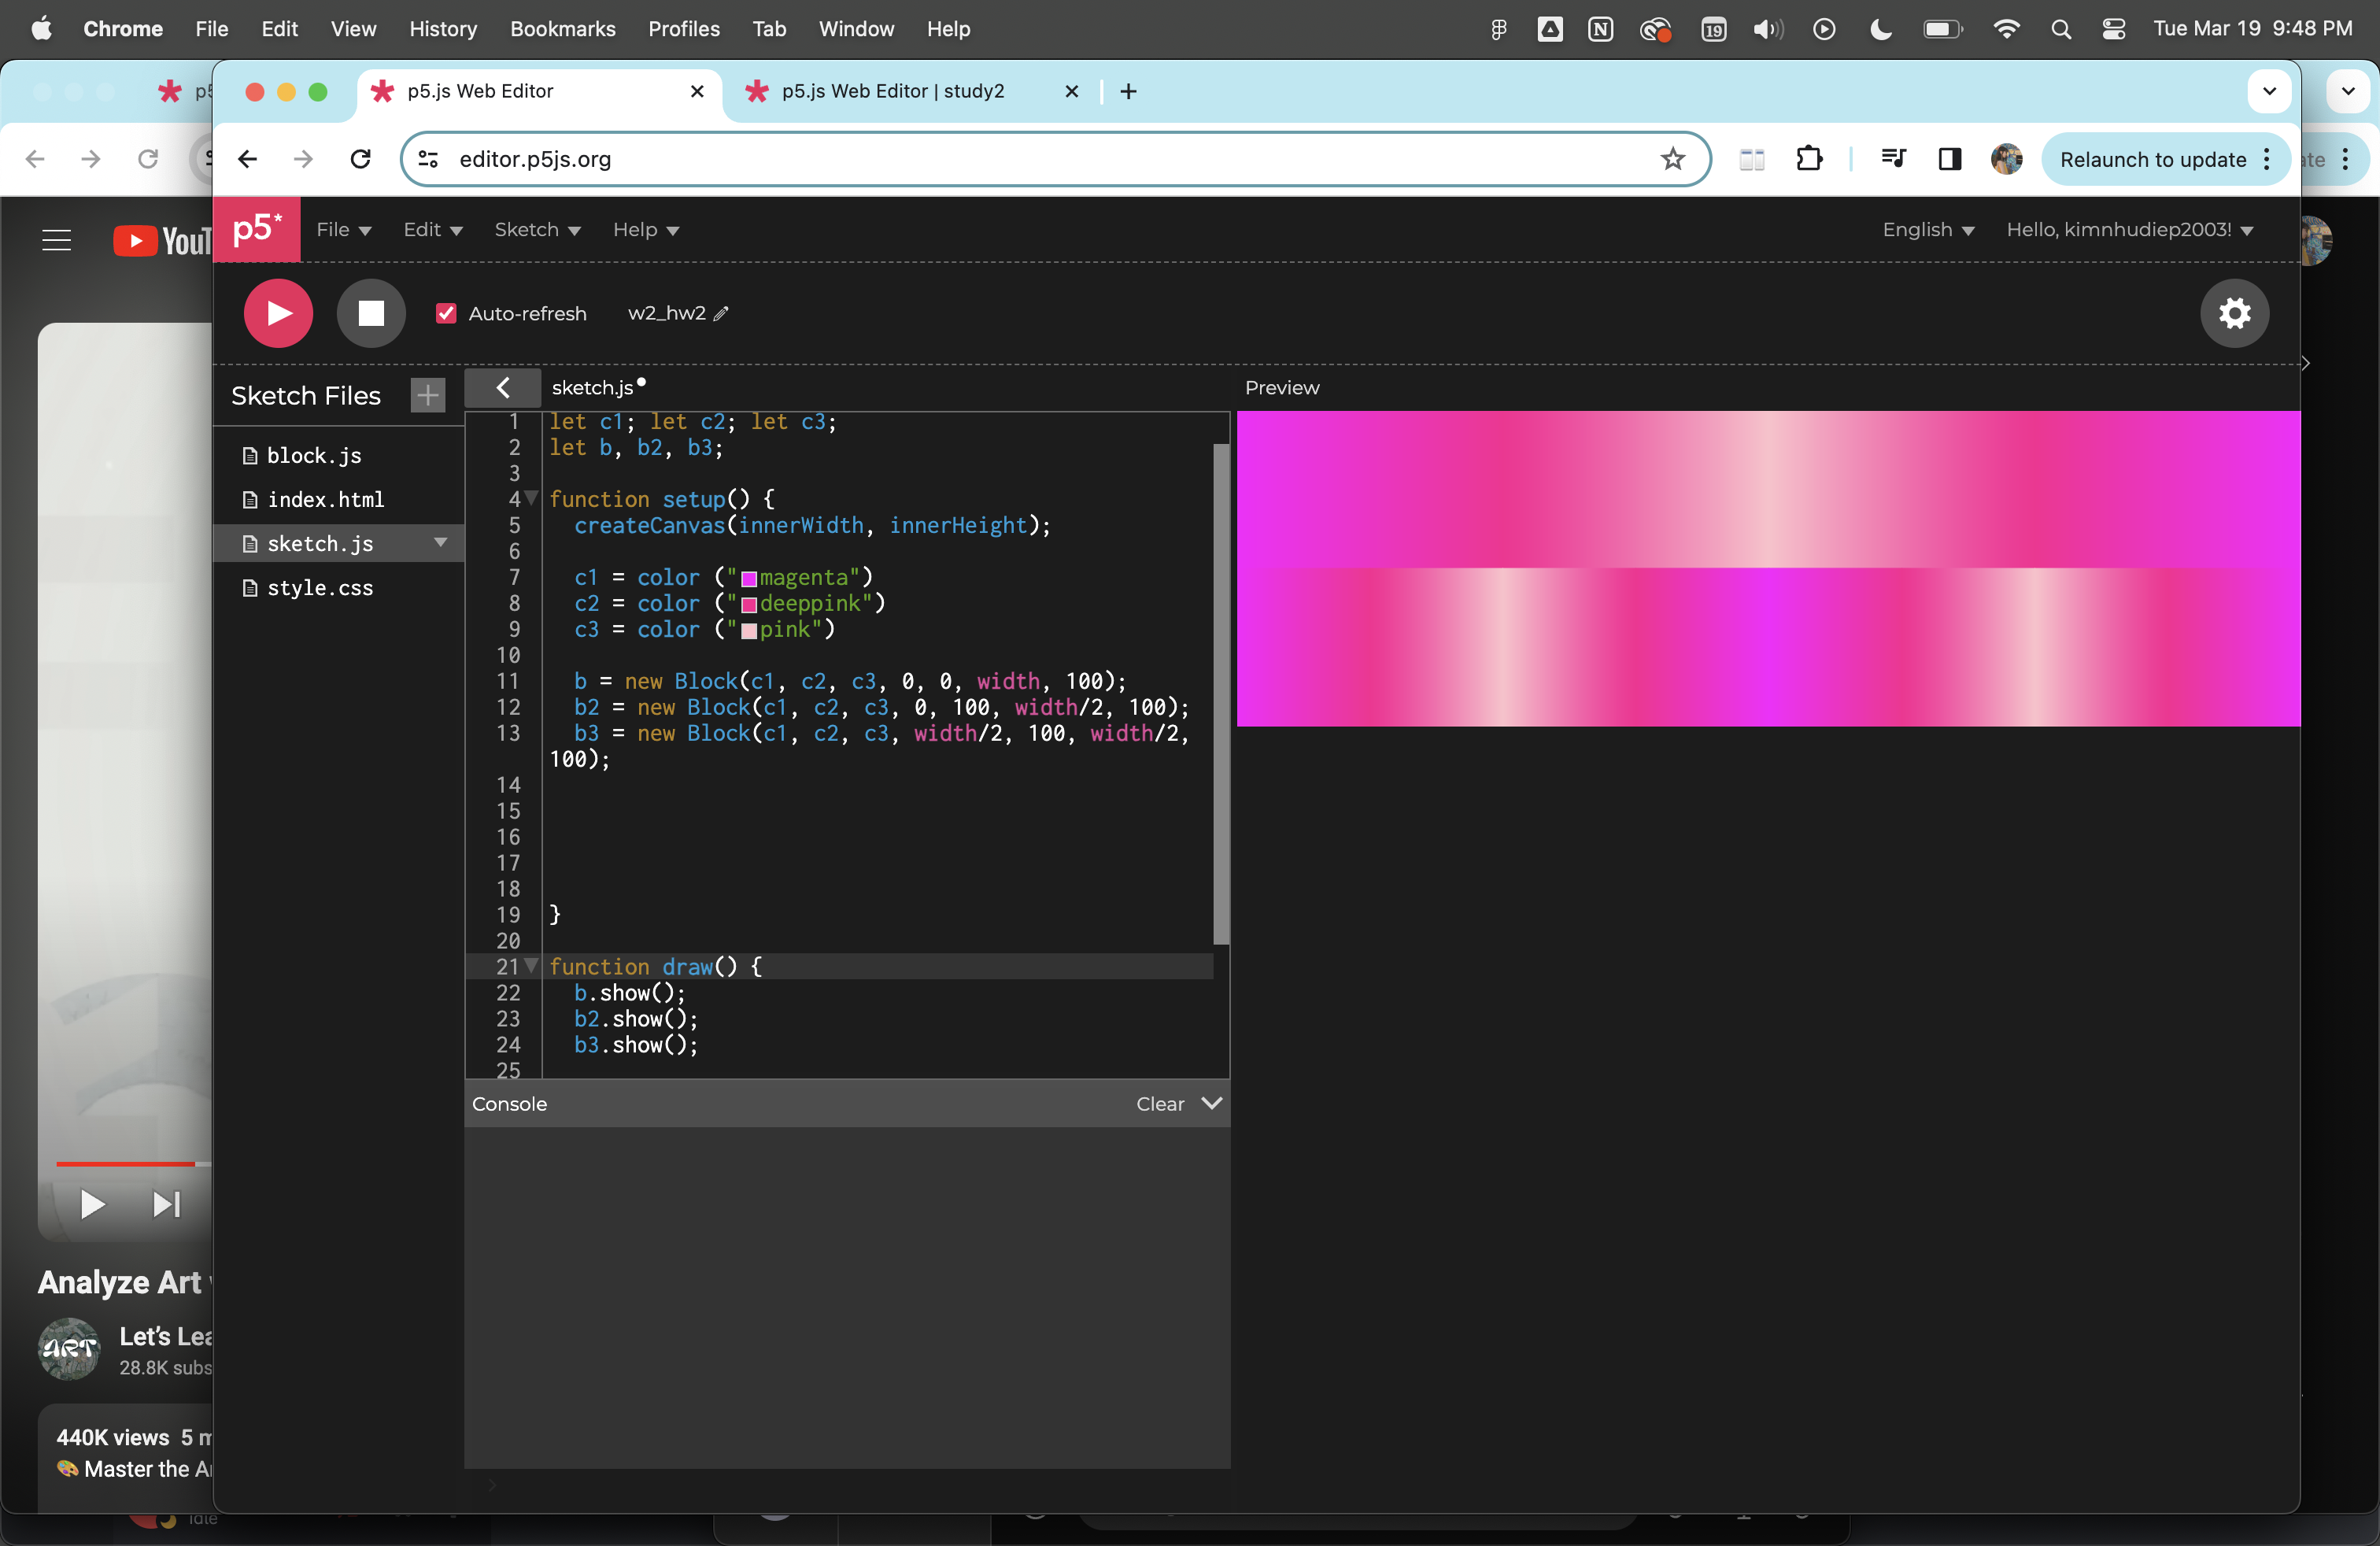 Chrome File Edit View History Bookmarks Profiles Tab Window Help 19 Tue Mar 19 9:48 PM
p5.js Web Editor
p5.js Web Editor | study2
editor.p5js.org
Relaunch to update
p5* File Edit Sketch Help English Hello, kimnhudiep2003!
Auto-refresh w2_hw2
Sketch Files
block.js
index.html
sketch.js
style.css
sketch.js
Preview
1 let c1; let c2; let c3;
2 let b, b2, b3;
3
4 function setup() {
5 createCanvas(innerWidth, innerHeight);
6
7 c1 = color ("magenta")
8 c2 = color ("deeppink")
9 c3 = color ("pink")
10
11 b = new Block(c1, c2, c3, 0, 0, width, 100);
12 b2 = new Block(c1, c2, c3, 0, 100, width/2, 100);
13 b3 = new Block(c1, c2, c3, width/2, 100, width/2,
100);
14
15
16
17
18
19 }
20
21 function draw() {
22 b.show();
23 b2.show();
24 b3.show();
25
Console Clear
Analyze Art
ART
Let's Lea
28.8K subs
440K views 5 m
🎨 Master the A
Idle